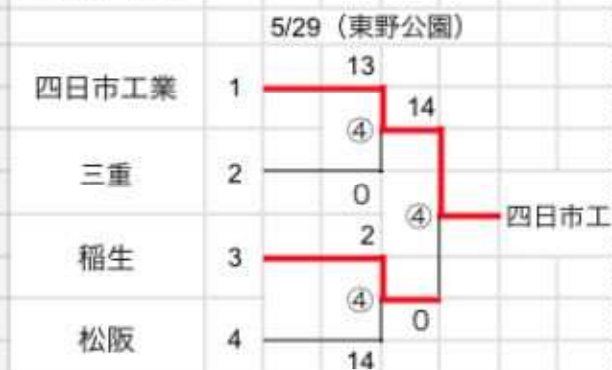 5/29（東野公園）
13
四日市工業 1
14
④
三重 2
0
④ 四日市工
2
稲生 3
④
0
松阪 4
14